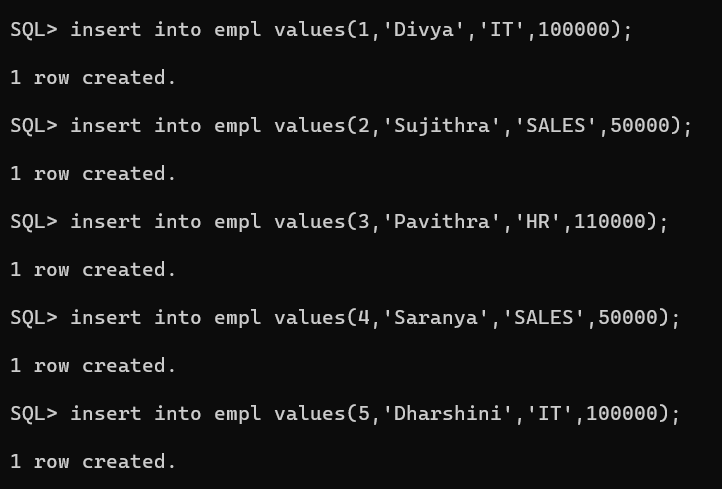 SQL> insert into empl values(1,'Divya','IT',100000);
1 row created.
SQL> insert into empl values(2,'Sujithra','SALES',50000);
1 row created.
SQL> insert into empl values(3,'Pavithra','HR',110000);
1 row created.
SQL> insert into empl values(4,'Saranya','SALES',50000);
1 row created.
SQL> insert into empl values(5,'Dharshini','IT',100000);
1 row created.